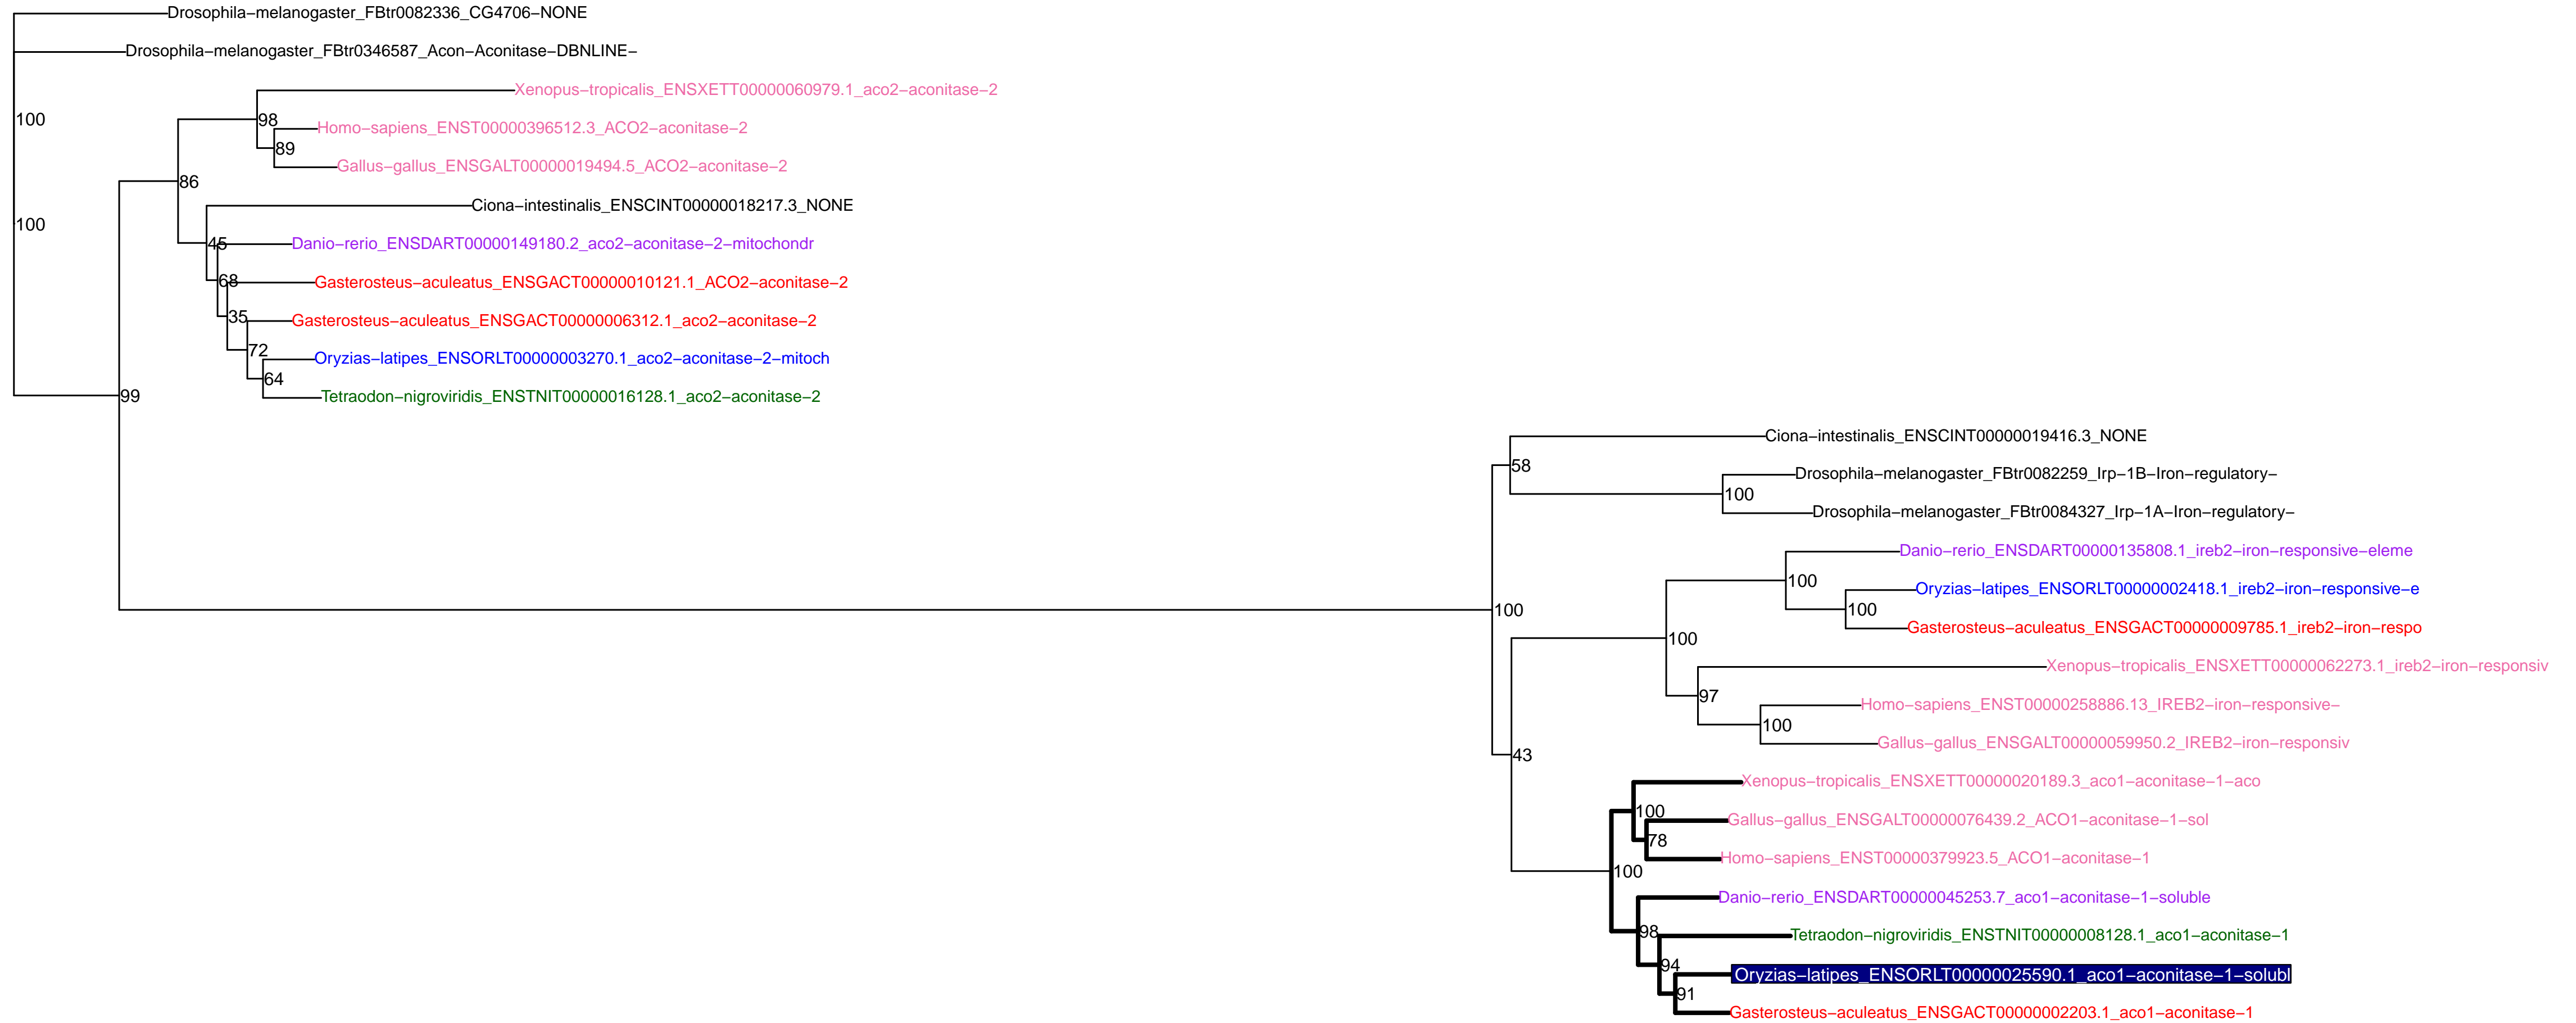 Drosophila−melanogaster_FBtr0082336_CG4706−NONE
Drosophila−melanogaster_FBtr0346587_Acon−Aconitase−DBNLINE−
Xenopus−tropicalis_ENSXETT00000060979.1_aco2−aconitase−2
100
98
Homo−sapiens_ENST00000396512.3_ACO2−aconitase−2
89
Gallus−gallus_ENSGALT00000019494.5_ACO2−aconitase−2
86
Ciona−intestinalis_ENSCINT00000018217.3_NONE
100
45
Danio−rerio_ENSDART00000149180.2_aco2−aconitase−2−mitochondr
68
Gasterosteus−aculeatus_ENSGACT00000010121.1_ACO2−aconitase−2
35
Gasterosteus−aculeatus_ENSGACT00000006312.1_aco2−aconitase−2
72
Oryzias−latipes_ENSORLT00000003270.1_aco2−aconitase−2−mitoch
64
99
Tetraodon−nigroviridis_ENSTNIT00000016128.1_aco2−aconitase−2
Ciona−intestinalis_ENSCINT00000019416.3_NONE
58
Drosophila−melanogaster_FBtr0082259_Irp−1B−Iron−regulatory−
100
Drosophila−melanogaster_FBtr0084327_Irp−1A−Iron−regulatory−
Danio−rerio_ENSDART00000135808.1_ireb2−iron−responsive−eleme
100
Oryzias−latipes_ENSORLT00000002418.1_ireb2−iron−responsive−e
100
100
Gasterosteus−aculeatus_ENSGACT00000009785.1_ireb2−iron−respo
100
Xenopus−tropicalis_ENSXETT00000062273.1_ireb2−iron−responsiv
97
Homo−sapiens_ENST00000258886.13_IREB2−iron−responsive−
100
Gallus−gallus_ENSGALT00000059950.2_IREB2−iron−responsiv
43
Xenopus−tropicalis_ENSXETT00000020189.3_aco1−aconitase−1−aco
100
Gallus−gallus_ENSGALT00000076439.2_ACO1−aconitase−1−sol
78
Homo−sapiens_ENST00000379923.5_ACO1−aconitase−1
100
Danio−rerio_ENSDART00000045253.7_aco1−aconitase−1−soluble
98
Tetraodon−nigroviridis_ENSTNIT00000008128.1_aco1−aconitase−1
94
Oryzias−latipes_ENSORLT00000025590.1_aco1−aconitase−1−solubl
91
Gasterosteus−aculeatus_ENSGACT00000002203.1_aco1−aconitase−1